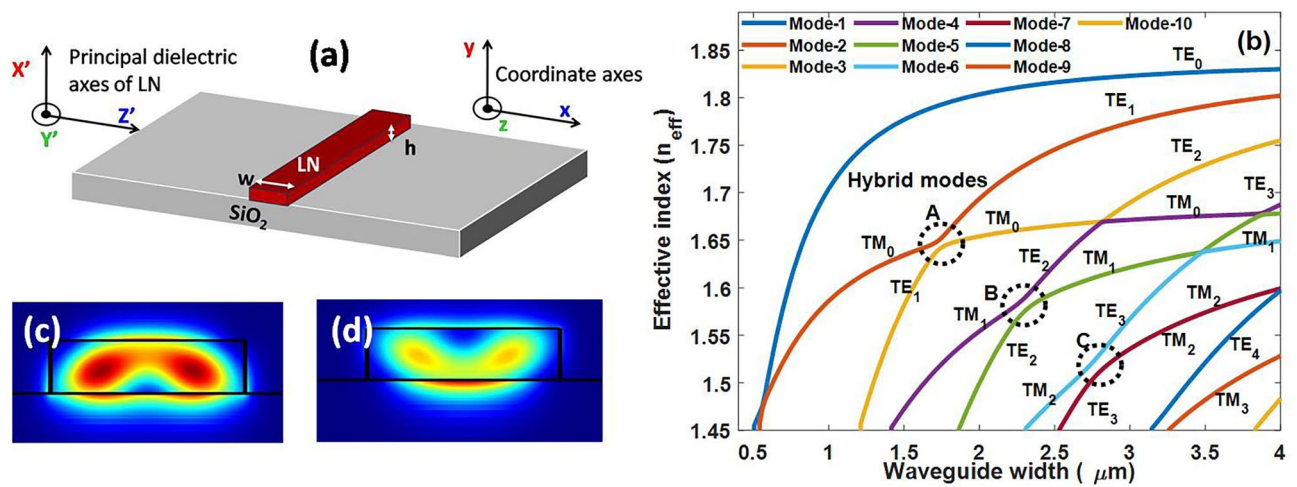 (a)
X'
Y'
Z'
Principal dielectric
axes of LN
y
z
x
Coordinate axes
LN
w
h
SiO2
(c)
(d)
(b)
Mode-1 Mode-4 Mode-7 Mode-10
Mode-2 Mode-5 Mode-8
Mode-3 Mode-6 Mode-9
Effective index (neff)
1.85
1.8
1.75
1.7
1.65
1.6
1.55
1.5
1.45
TE0
TE1
TE2
TE3
Hybrid modes
A
TM0
TM0
TM0
TE1
TE2
TM1
TM1
B
TM1
TE2
TE3
TM2
C
TM2
TE4
TM2
TE3
TM3
0.5 1 1.5 2 2.5 3 3.5 4
Waveguide width ( μm)